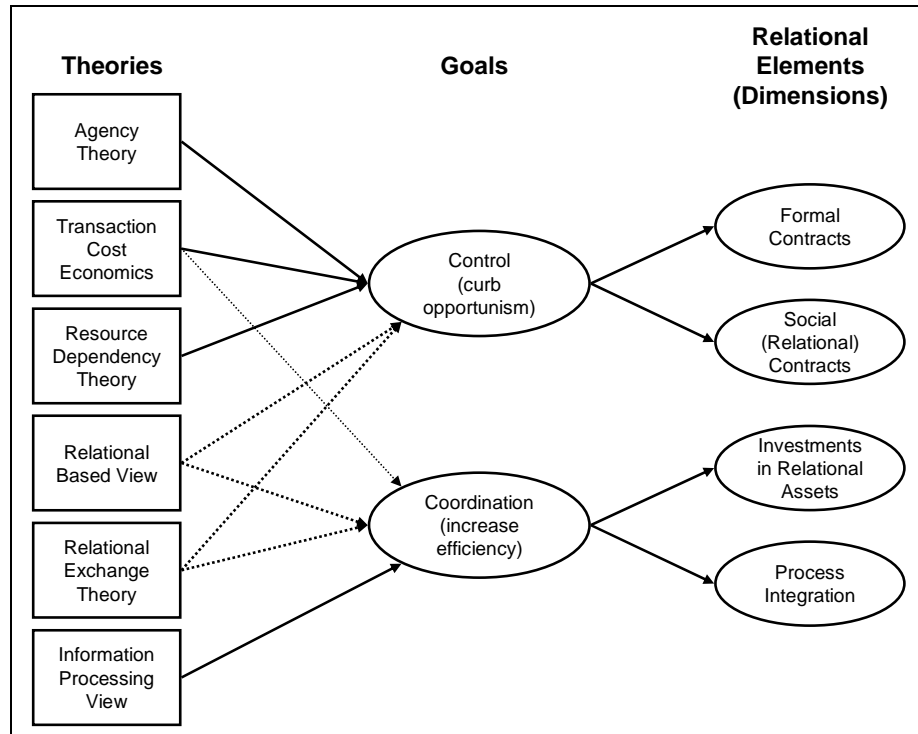 Theories
Goals
Relational
Elements
(Dimensions)
Agency
Theory
Transaction
Cost
Economics
Resource
Dependency
Theory
Relational
Based View
Relational
Exchange
Theory
Information
Processing
View
Control
(curb
opportunism)
Coordination
(increase
efficiency)
Formal
Contracts
Social
(Relational)
Contracts
Investments
in Relational
Assets
Process
Integration